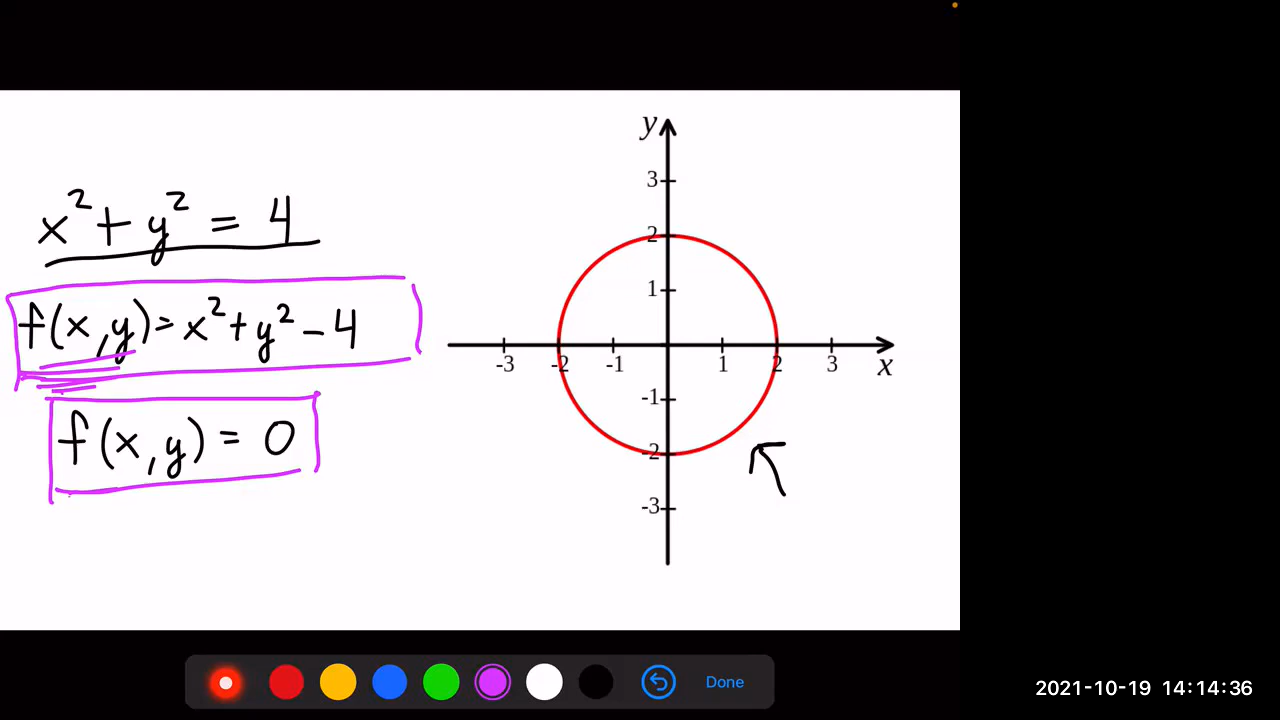 x² + y² = 4
f(x,y) = x² + y² - 4
f(x,y) = 0
y
3
2
1
-3 -2 -1 1 2 3 x
-1
-2
-3
Done
2021-10-19 14:14:36